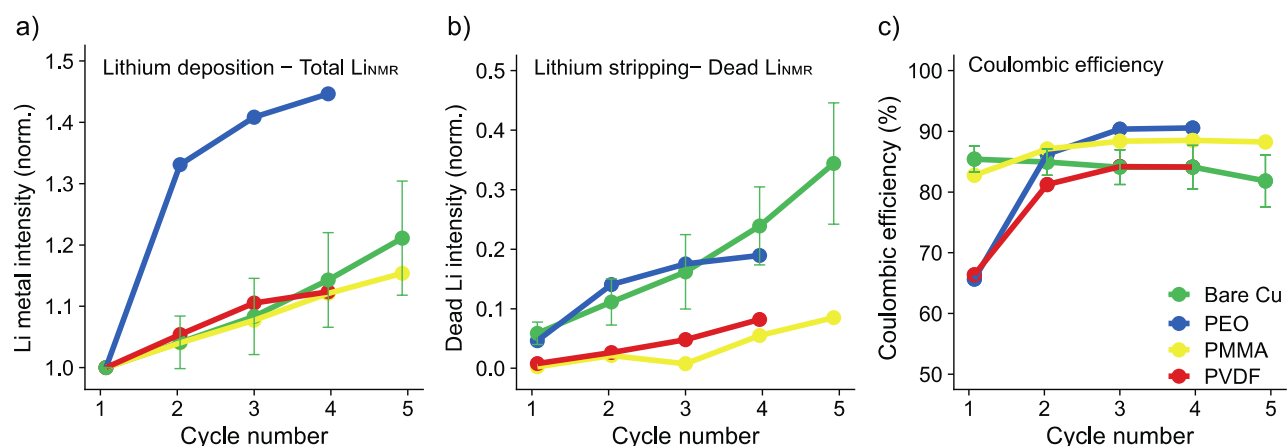 a)
Lithium deposition – Total LiNMR
Li metal intensity (norm.)
1.5
1.4
1.3
1.2
1.1
1.0
1 2 3 4 5
Cycle number
b)
Lithium stripping– Dead LiNMR
Dead Li intensity (norm.)
0.5
0.4
0.3
0.2
0.1
0.0
1 2 3 4 5
Cycle number
c)
Coulombic efficiency
Coulombic efficiency (%)
100
90
80
70
60
50
Bare Cu
PEO
PMMA
PVDF
1 2 3 4 5
Cycle number